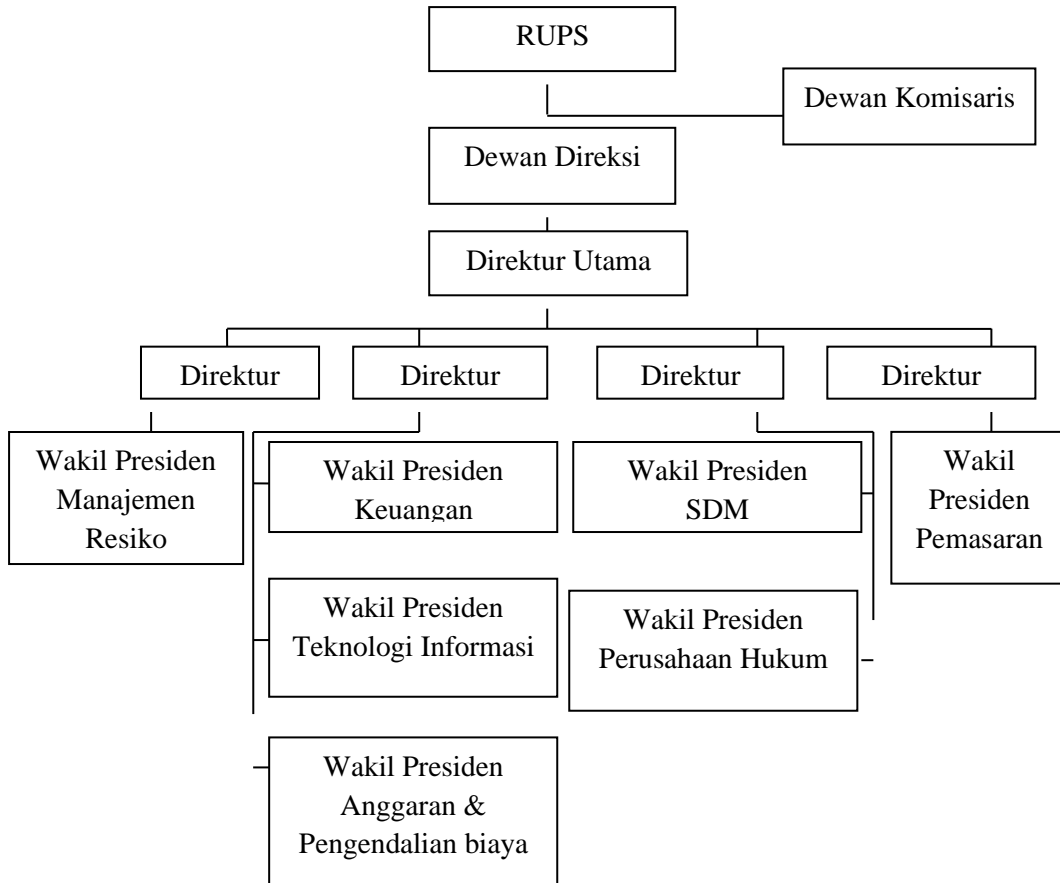 RUPS
Dewan Komisaris
Dewan Direksi
Direktur Utama
Direktur
Direktur
Direktur
Direktur
Wakil Presiden
Manajemen
Resiko
Wakil Presiden
Keuangan
Wakil Presiden
SDM
Wakil
Presiden
Pemasaran
Wakil Presiden
Teknologi Informasi
Wakil Presiden
Perusahaan Hukum
Wakil Presiden
Anggaran &
Pengendalian biaya